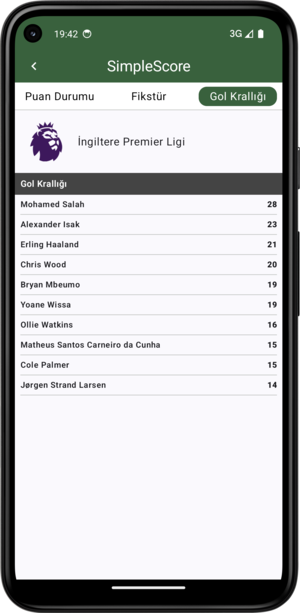 19:42 3G
SimpleScore
Puan Durumu Fikstür Gol Krallığı
İngiltere Premier Ligi
Gol Krallığı
Mohamed Salah 28
Alexander Isak 23
Erling Haaland 21
Chris Wood 20
Bryan Mbeumo 19
Yoane Wissa 19
Ollie Watkins 16
Matheus Santos Carneiro da Cunha 15
Cole Palmer 15
Jørgen Strand Larsen 14